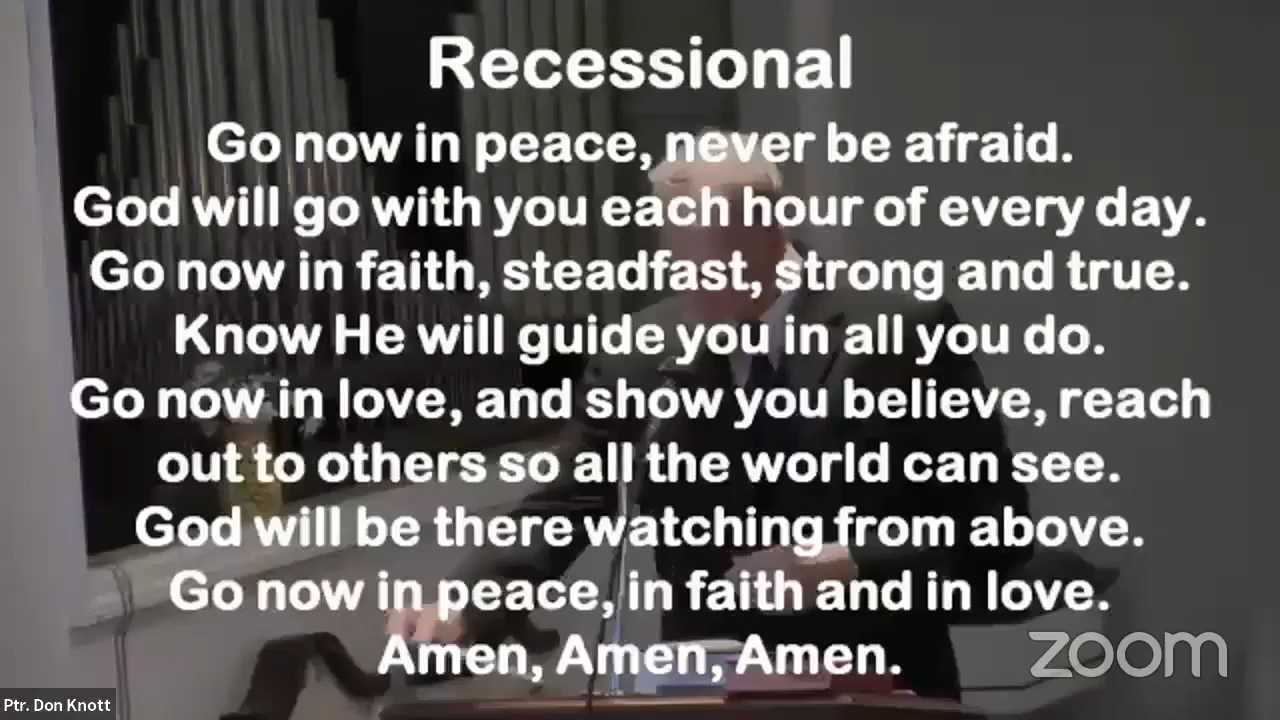 Recessional
Go now in peace, never be afraid.
God will go with you each hour of every day.
Go now in faith, steadfast, strong and true.
Know He will guide you in all you do.
Go now in love, and show you believe, reach
out to others so all the world can see.
God will be there watching from above.
Go now in peace, in faith and in love.
Amen, Amen, Amen.
zoom
Ptr. Don Knott